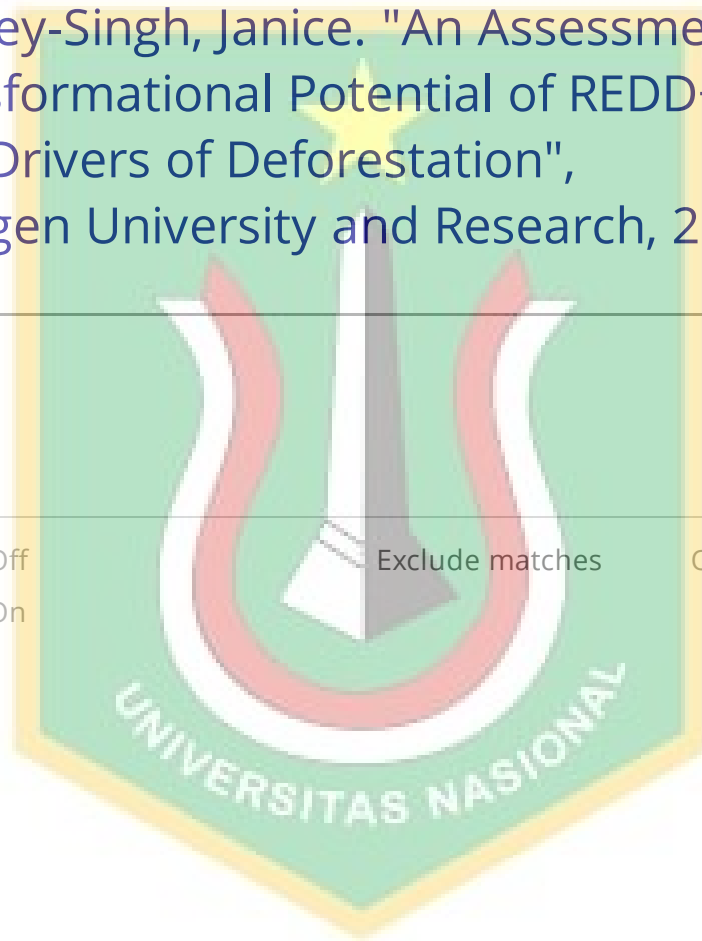 ey-Singh, Janice. "An Assessme
sformational Potential of REDD+
Drivers of Deforestation",
gen University and Research, 2
Off
Exclude matches
On
UNIVERSITAS NASIONAL